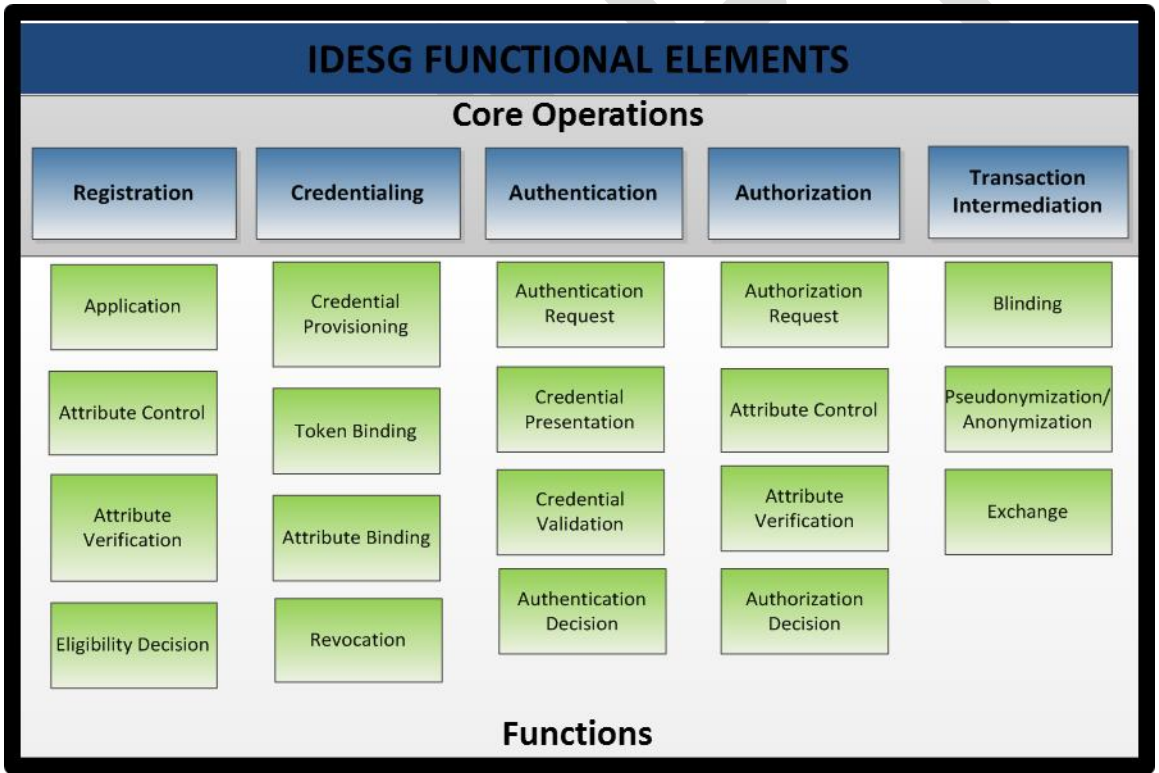 IDESG FUNCTIONAL ELEMENTS
Core Operations
Registration
Credentialing
Authentication
Authorization
Transaction
Intermediation
Application
Attribute Control
Attribute
Verification
Eligibility Decision
Credential
Provisioning
Token Binding
Attribute Binding
Revocation
Authentication
Request
Credential
Presentation
Credential
Validation
Authentication
Decision
Authorization
Request
Attribute Control
Attribute
Verification
Authorization
Decision
Blinding
Pseudonymization/
Anonymization
Exchange
Functions